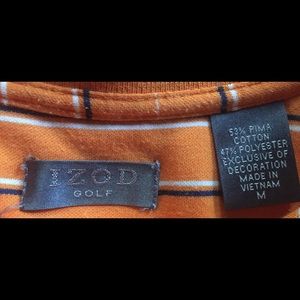 IZOD
GOLF
53% PIMA
COTTON
47% POLYESTER
EXCLUSIVE OF
DECORATION
MADE IN
VIETNAM
M